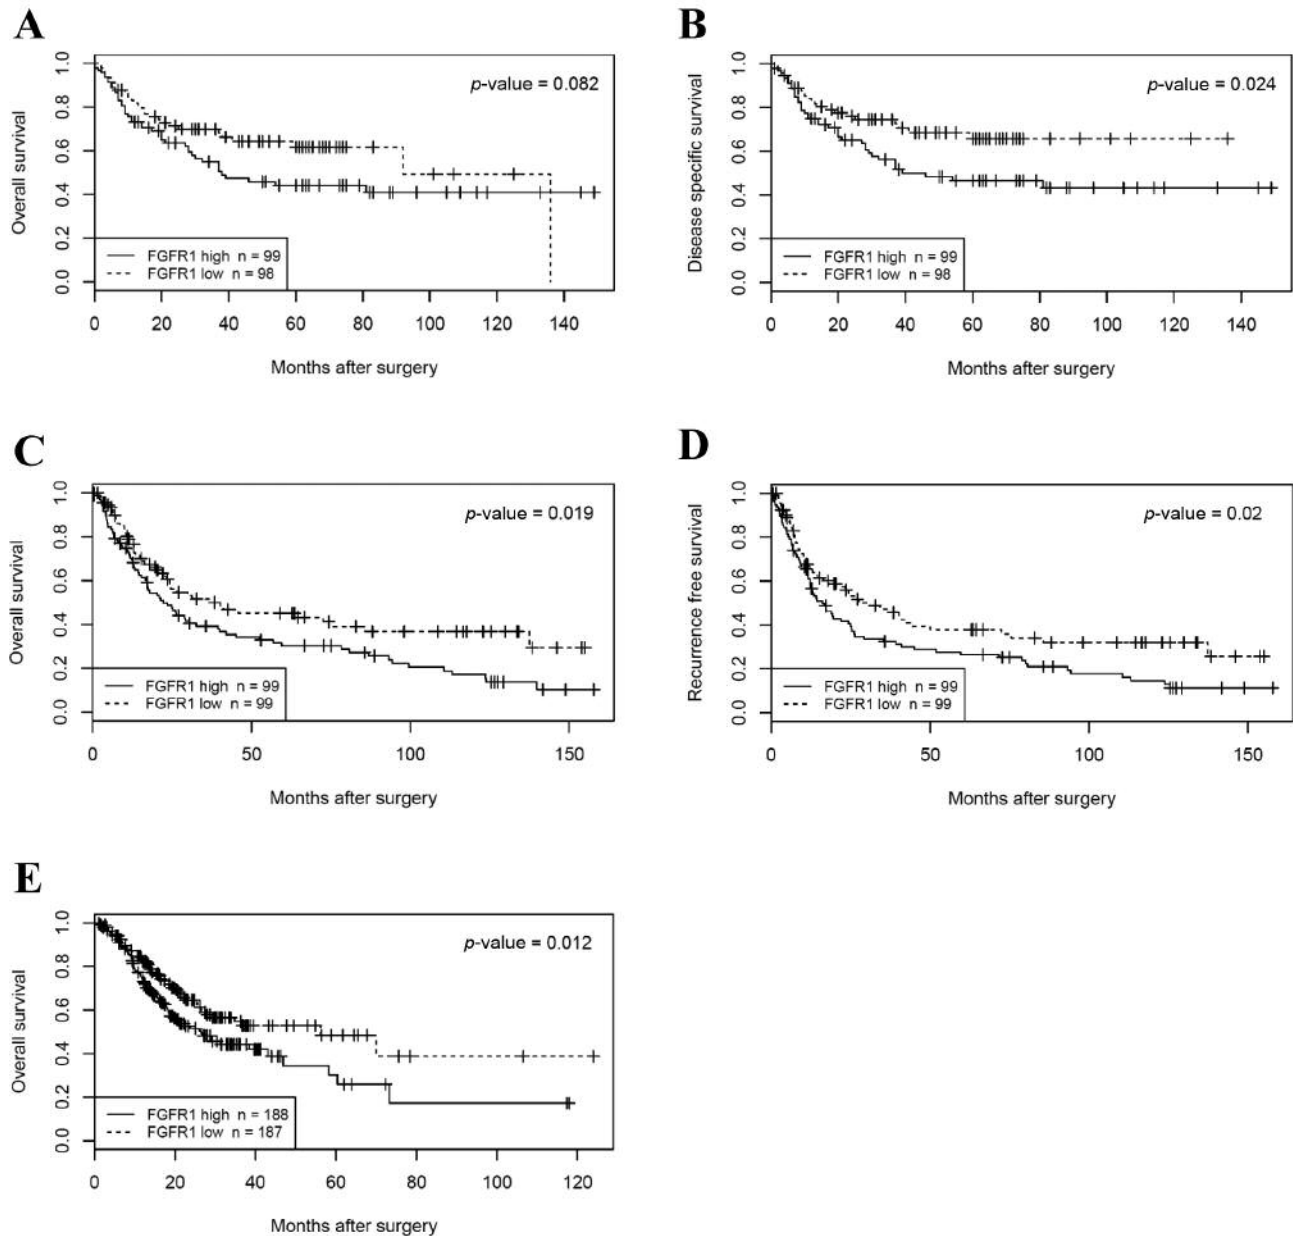 A
Overall survival
1.0
0.8
0.6
0.4
0.2
0.0
p-value = 0.082
FGFR1 high n = 99
FGFR1 low n = 98
0 20 40 60 80 100 120 140
Months after surgery
B
Disease specific survival
1.0
0.8
0.6
0.4
0.2
0.0
p-value = 0.024
FGFR1 high n = 99
FGFR1 low n = 98
0 20 40 60 80 100 120 140
Months after surgery
C
Overall survival
1.0
0.8
0.6
0.4
0.2
0.0
p-value = 0.019
FGFR1 high n = 99
FGFR1 low n = 99
0 50 100 150
Months after surgery
D
Recurrence free survival
1.0
0.8
0.6
0.4
0.2
0.0
p-value = 0.02
FGFR1 high n = 99
FGFR1 low n = 99
0 50 100 150
Months after surgery
E
Overall survival
1.0
0.8
0.6
0.4
0.2
0.0
p-value = 0.012
FGFR1 high n = 188
FGFR1 low n = 187
0 20 40 60 80 100 120
Months after surgery